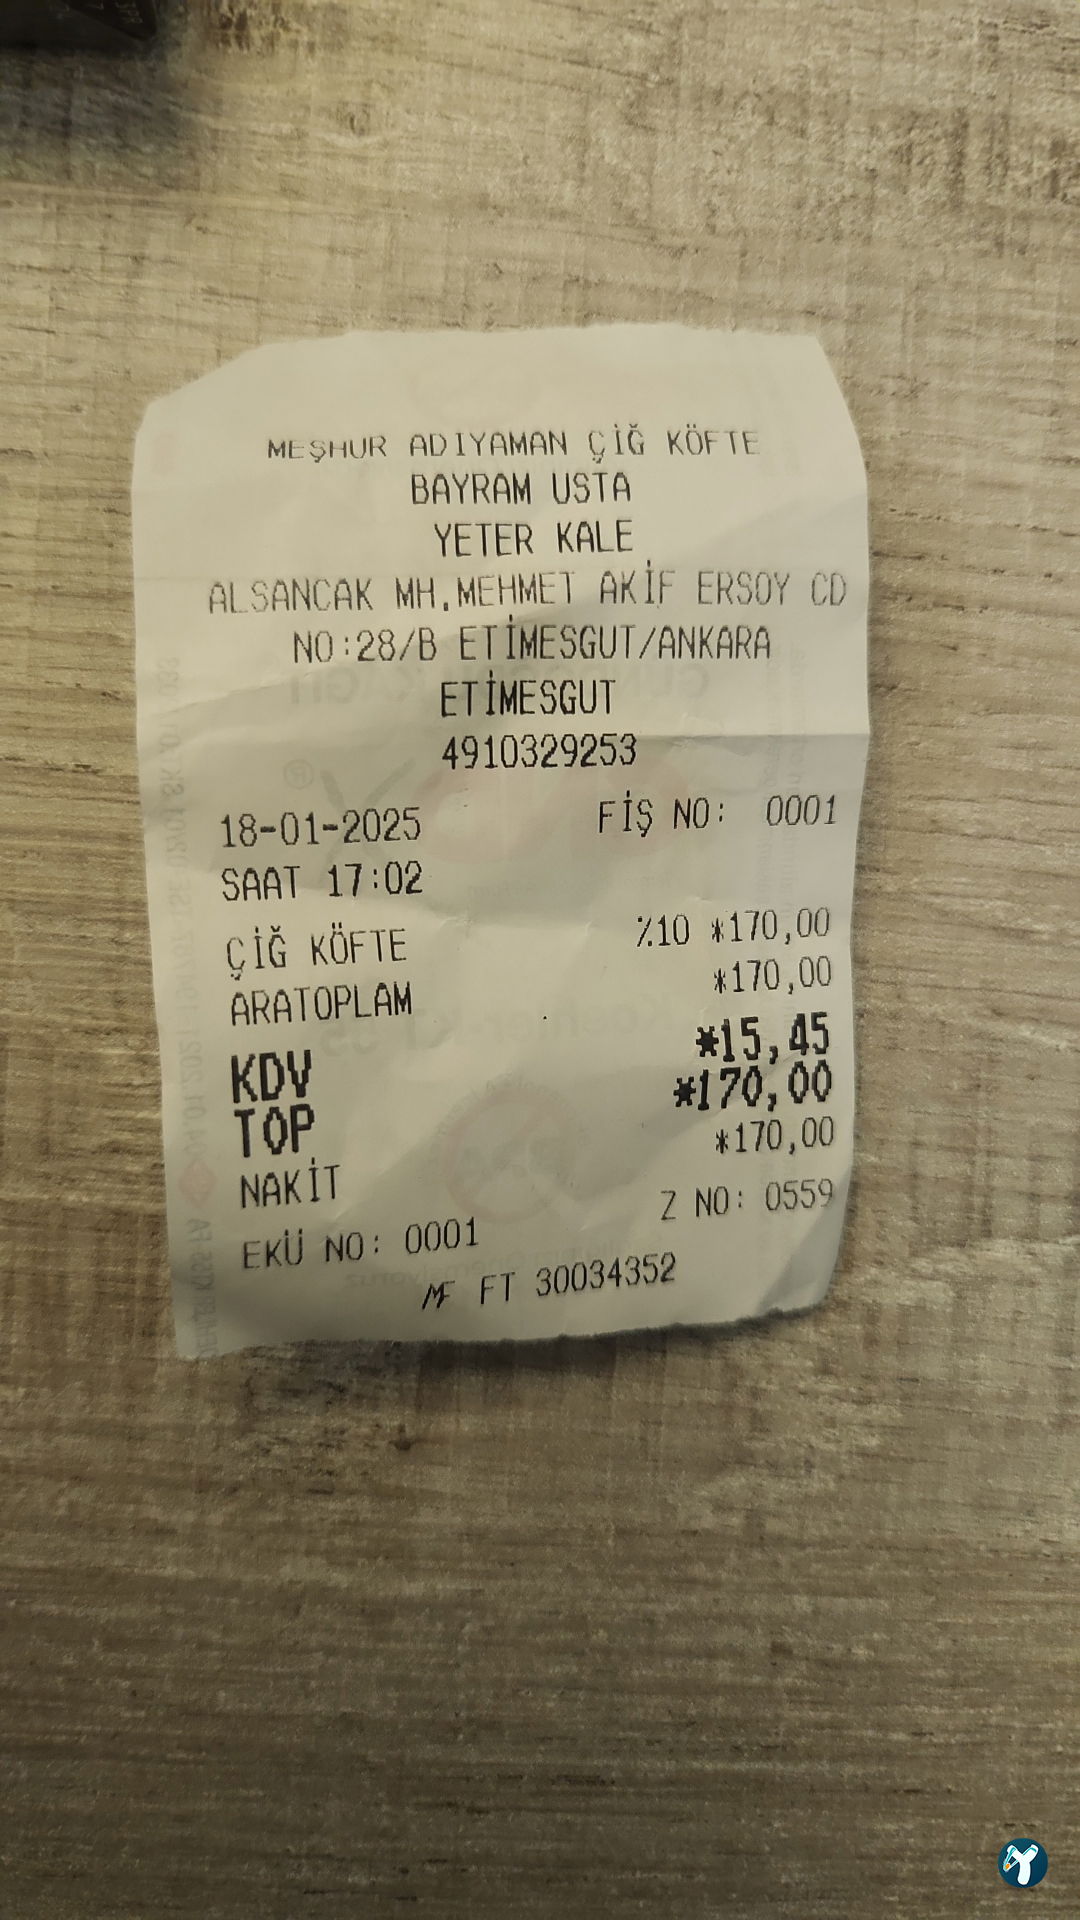 MEŞHUR ADIYAMAN ÇİĞ KÖFTE
BAYRAM USTA
YETER KALE
ALSANCAK MH.MEHMET AKİF ERSOY CD
NO:28/B ETİMESGUT/ANKARA
ETİMESGUT
4910329253
18-01-2025 FİŞ NO: 0001
SAAT 17:02
ÇİĞ KÖFTE %10 *170,00
ARATOPLAM *170,00
KDV *15,45
TOP *170,00
NAKİT *170,00
EKÜ NO: 0001 Z NO: 0559
MF FT 30034352